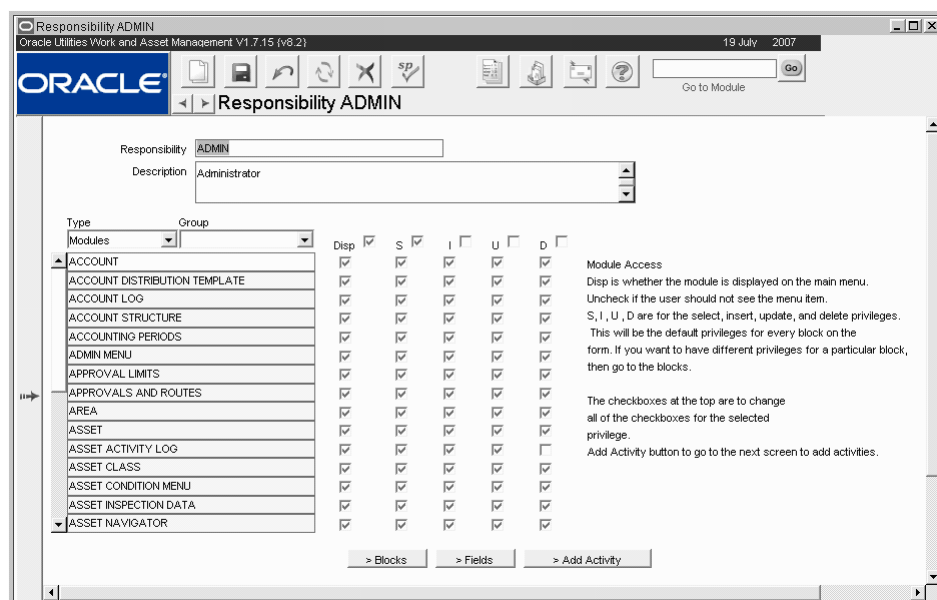 Responsibility ADMIN
Oracle Utilities Work and Asset Management V1.7.15 {v8.2}
19 July 2007
ORACLE
sp
Go
Go to Module
Responsibility ADMIN
Responsibility ADMIN
Description Administrator
Type Group
Modules
Disp S I U D
ACCOUNT
ACCOUNT DISTRIBUTION TEMPLATE
ACCOUNT LOG
ACCOUNT STRUCTURE
ACCOUNTING PERIODS
ADMIN MENU
APPROVAL LIMITS
APPROVALS AND ROUTES
AREA
ASSET
ASSET ACTIVITY LOG
ASSET CLASS
ASSET CONDITION MENU
ASSET INSPECTION DATA
ASSET NAVIGATOR
Module Access
Disp is whether the module is displayed on the main menu.
Uncheck if the user should not see the menu item.
S, I , U , D are for the select, insert, update, and delete privileges.
This will be the default privileges for every block on the
form. If you want to have different privileges for a particular block,
then go to the blocks.
The checkboxes at the top are to change
all of the checkboxes for the selected
privilege.
Add Activity button to go to the next screen to add activities.
> Blocks
> Fields
> Add Activity